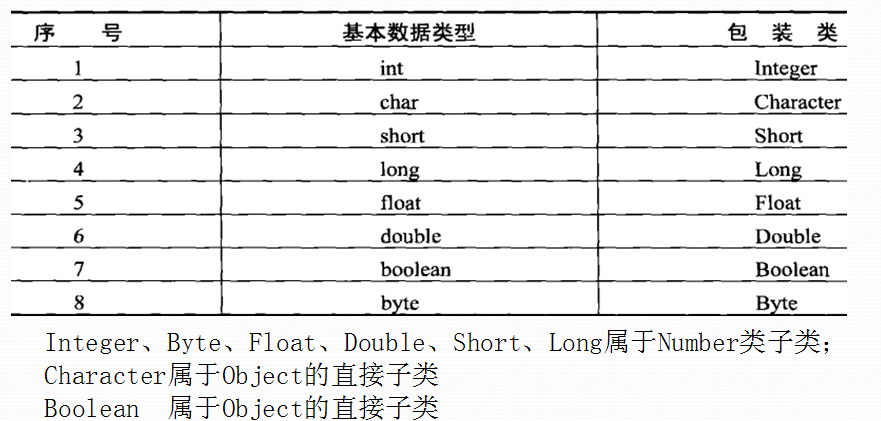 序 号 基本数据类型 包 装 类
1 int Integer
2 char Character
3 short Short
4 long Long
5 float Float
6 double Double
7 boolean Boolean
8 byte Byte
Integer、Byte、Float、Double、Short、Long属于Number类子类；
Character属于Object的直接子类
Boolean 属于Object的直接子类